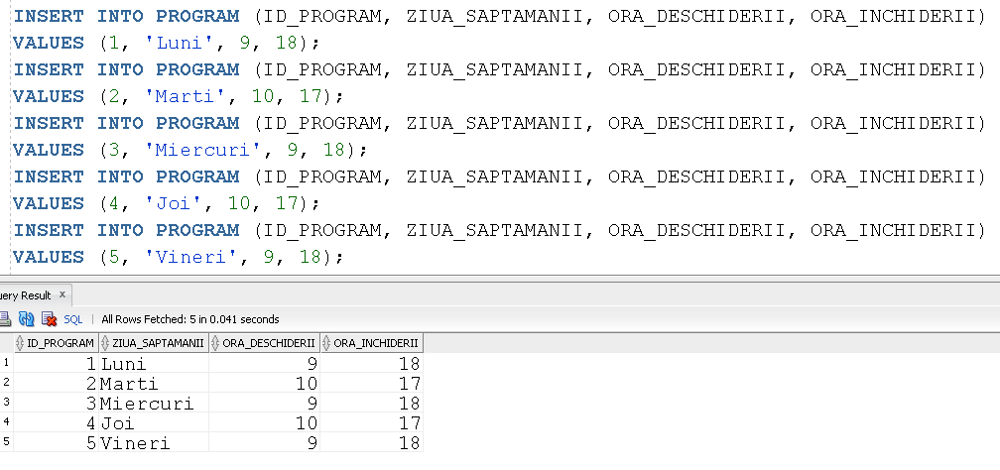 INSERT INTO PROGRAM (ID_PROGRAM, ZIUA_SAPTAMANII, ORA_DESCHIDERII, ORA_INCHIDERII)
VALUES (1, 'Luni', 9, 18);
INSERT INTO PROGRAM (ID_PROGRAM, ZIUA_SAPTAMANII, ORA_DESCHIDERII, ORA_INCHIDERII)
VALUES (2, 'Marti', 10, 17);
INSERT INTO PROGRAM (ID_PROGRAM, ZIUA_SAPTAMANII, ORA_DESCHIDERII, ORA_INCHIDERII)
VALUES (3, 'Miercuri', 9, 18);
INSERT INTO PROGRAM (ID_PROGRAM, ZIUA_SAPTAMANII, ORA_DESCHIDERII, ORA_INCHIDERII)
VALUES (4, 'Joi', 10, 17);
INSERT INTO PROGRAM (ID_PROGRAM, ZIUA_SAPTAMANII, ORA_DESCHIDERII, ORA_INCHIDERII)
VALUES (5, 'Vineri', 9, 18);
uery Result x
SQL | All Rows Fetched: 5 in 0.041 seconds
ID_PROGRAM ZIUA_SAPTAMANII ORA_DESCHIDERII ORA_INCHIDERII
1 1 Luni 9 18
2 2 Marti 10 17
3 3 Miercuri 9 18
4 4 Joi 10 17
5 5 Vineri 9 18